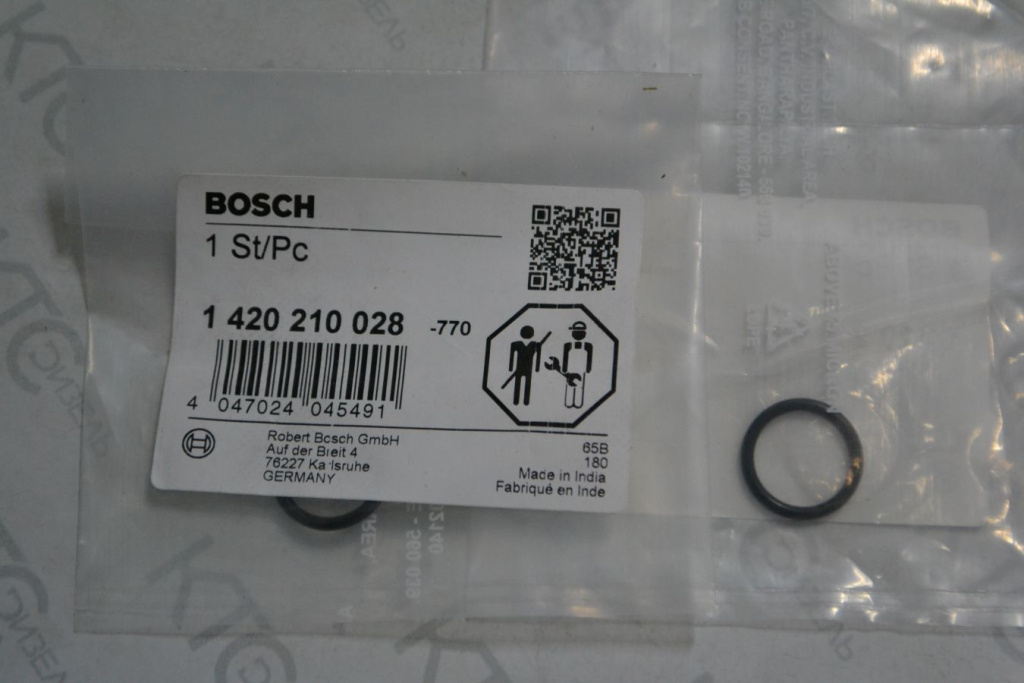 BOSCH
1 St/Pc
1 420 210 028 -770
4 047024 045491
Robert Bosch GmbH
Auf der Breit 4
76227 Karlsruhe
GERMANY
65B
180
Made in India
Fabriqué en Inde